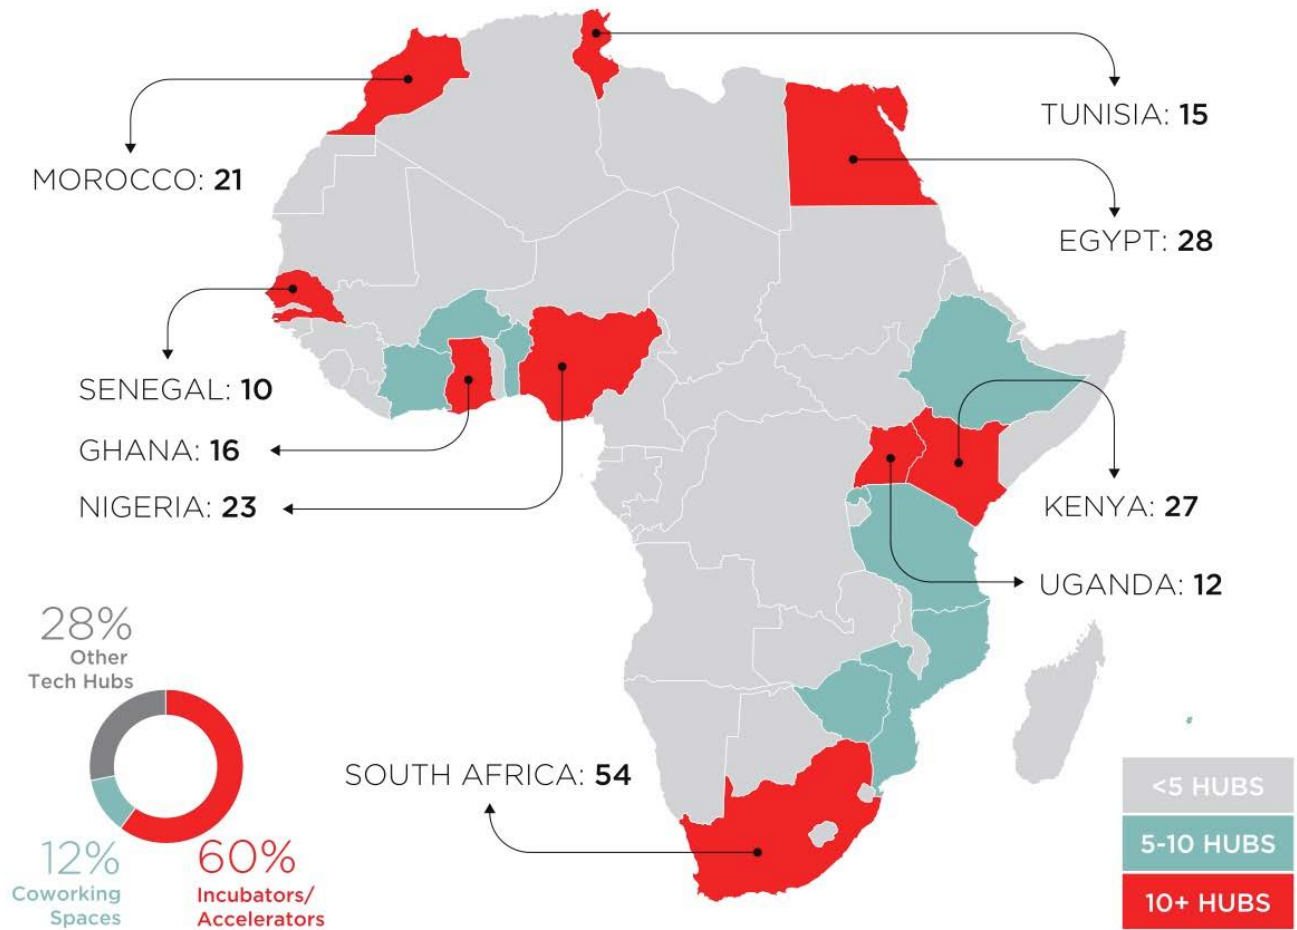 TUNISIA: 15
MOROCCO: 21
EGYPT: 28
SENEGAL: 10
GHANA: 16
NIGERIA: 23
KENYA: 27
UGANDA: 12
SOUTH AFRICA: 54
28%
Other
Tech Hubs
12%
Coworking
Spaces
60%
Incubators/
Accelerators
<5 HUBS
5-10 HUBS
10+ HUBS